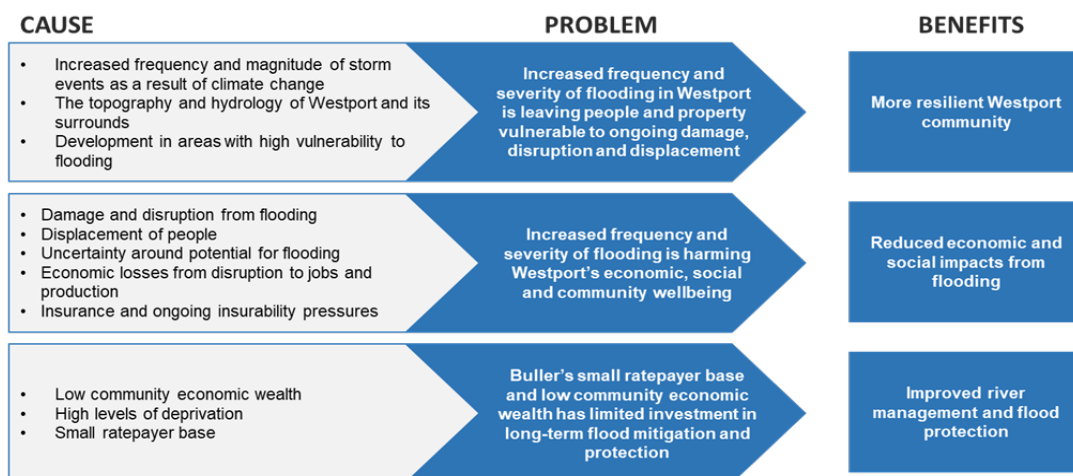 CAUSE
PROBLEM
BENEFITS
• Increased frequency and magnitude of storm
events as a result of climate change
• The topography and hydrology of Westport and its
surrounds
• Development in areas with high vulnerability to
flooding
Increased frequency and
severity of flooding in Westport
is leaving people and property
vulnerable to ongoing damage,
disruption and displacement
More resilient Westport
community
• Damage and disruption from flooding
• Displacement of people
• Uncertainty around potential for flooding
• Economic losses from disruption to jobs and
production
• Insurance and ongoing insurability pressures
Increased frequency and
severity of flooding is harming
Westport's economic, social
and community wellbeing
Reduced economic and
social impacts from
flooding
• Low community economic wealth
• High levels of deprivation
• Small ratepayer base
Buller's small ratepayer base
and low community economic
wealth has limited investment in
long-term flood mitigation and
protection
Improved river
management and flood
protection